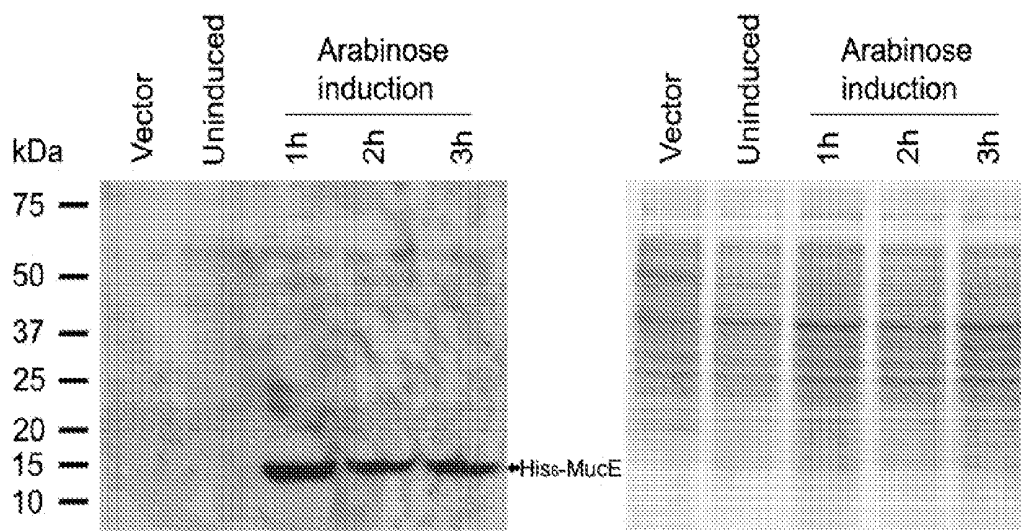 kDa
Vector
Uninduced
Arabinose
induction
1h
2h
3h
75
50
37
25
20
15
10
His₆-MucE
Vector
Uninduced
Arabinose
induction
1h
2h
3h